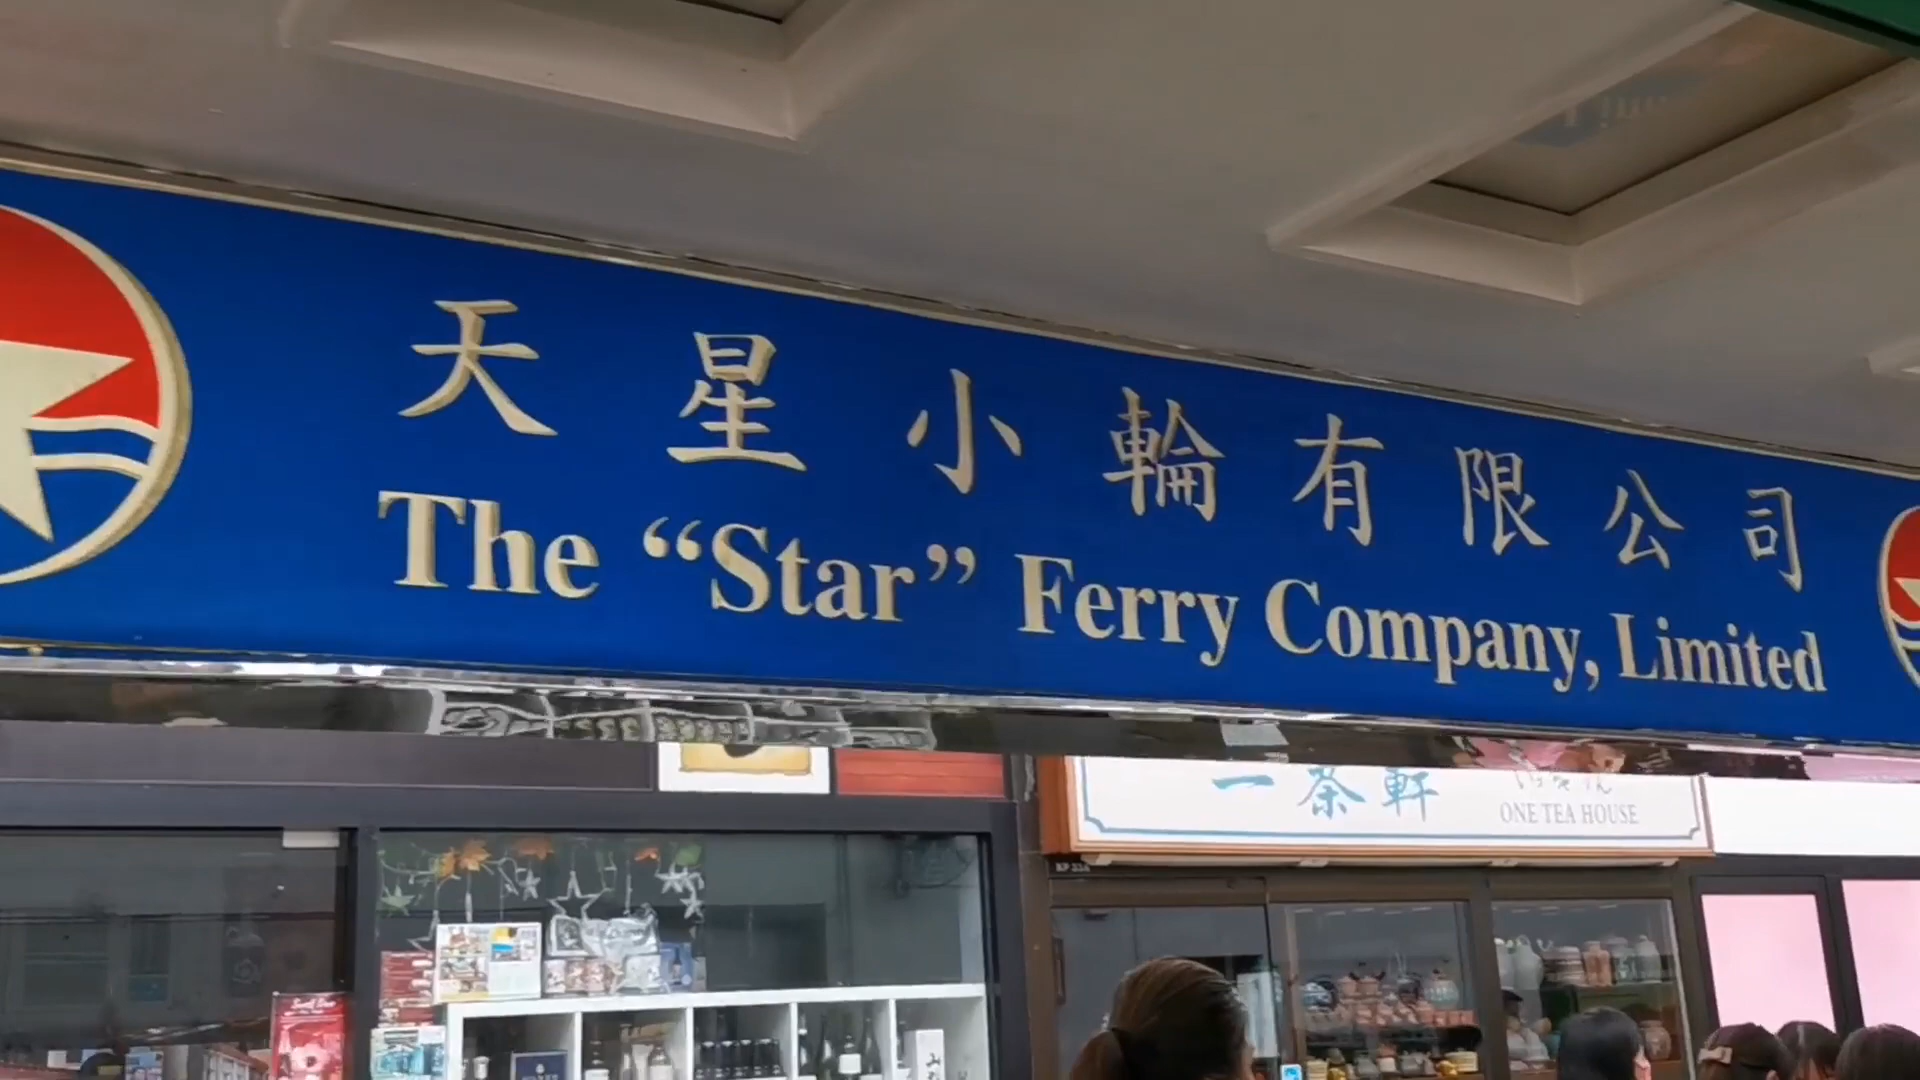 天星小輪有限公司
The “Star” Ferry Company, Limited
一茶軒
ONE TEA HOUSE